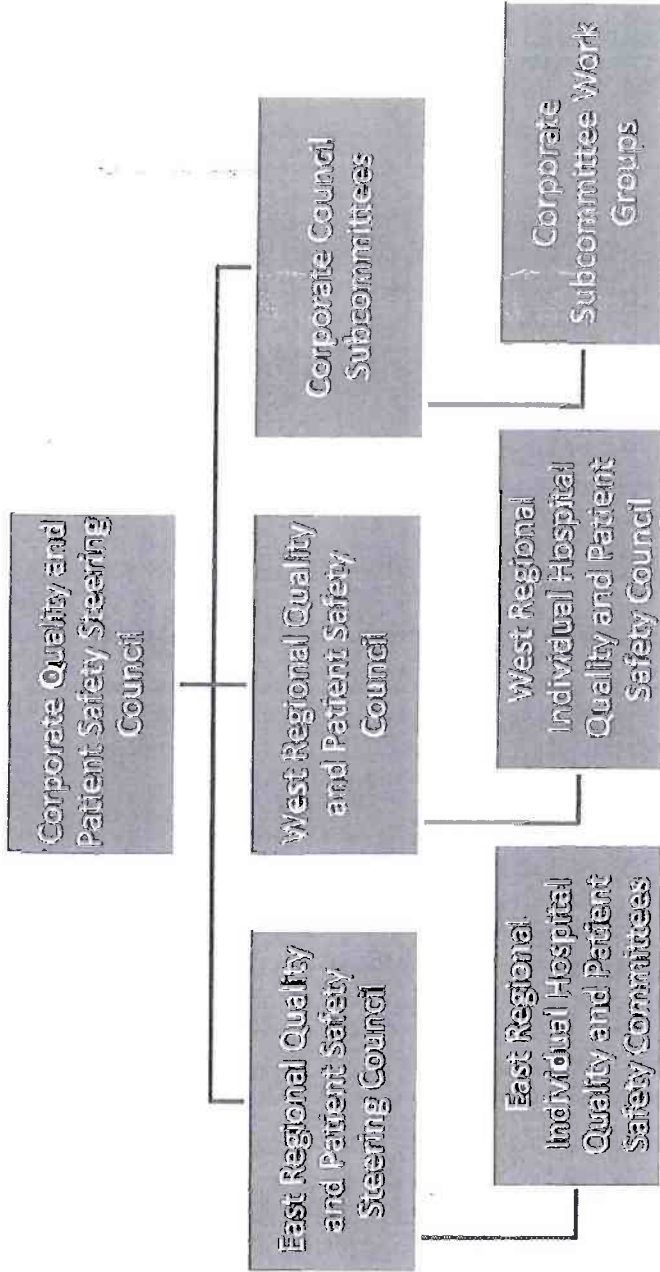 Corporate Quality and
Patient Safety Steering
Council
East Regional Quality
and Patient Safety
Steering Council
West Regional Quality
and Patient Safety
Council
Corporate Council
Subcommittees
East Regional
Individual Hospital
Quality and Patient
Safety Committees
West Regional
Individual Hospital
Quality and Patient
Safety Council
Corporate
Subcommittee Work
Groups